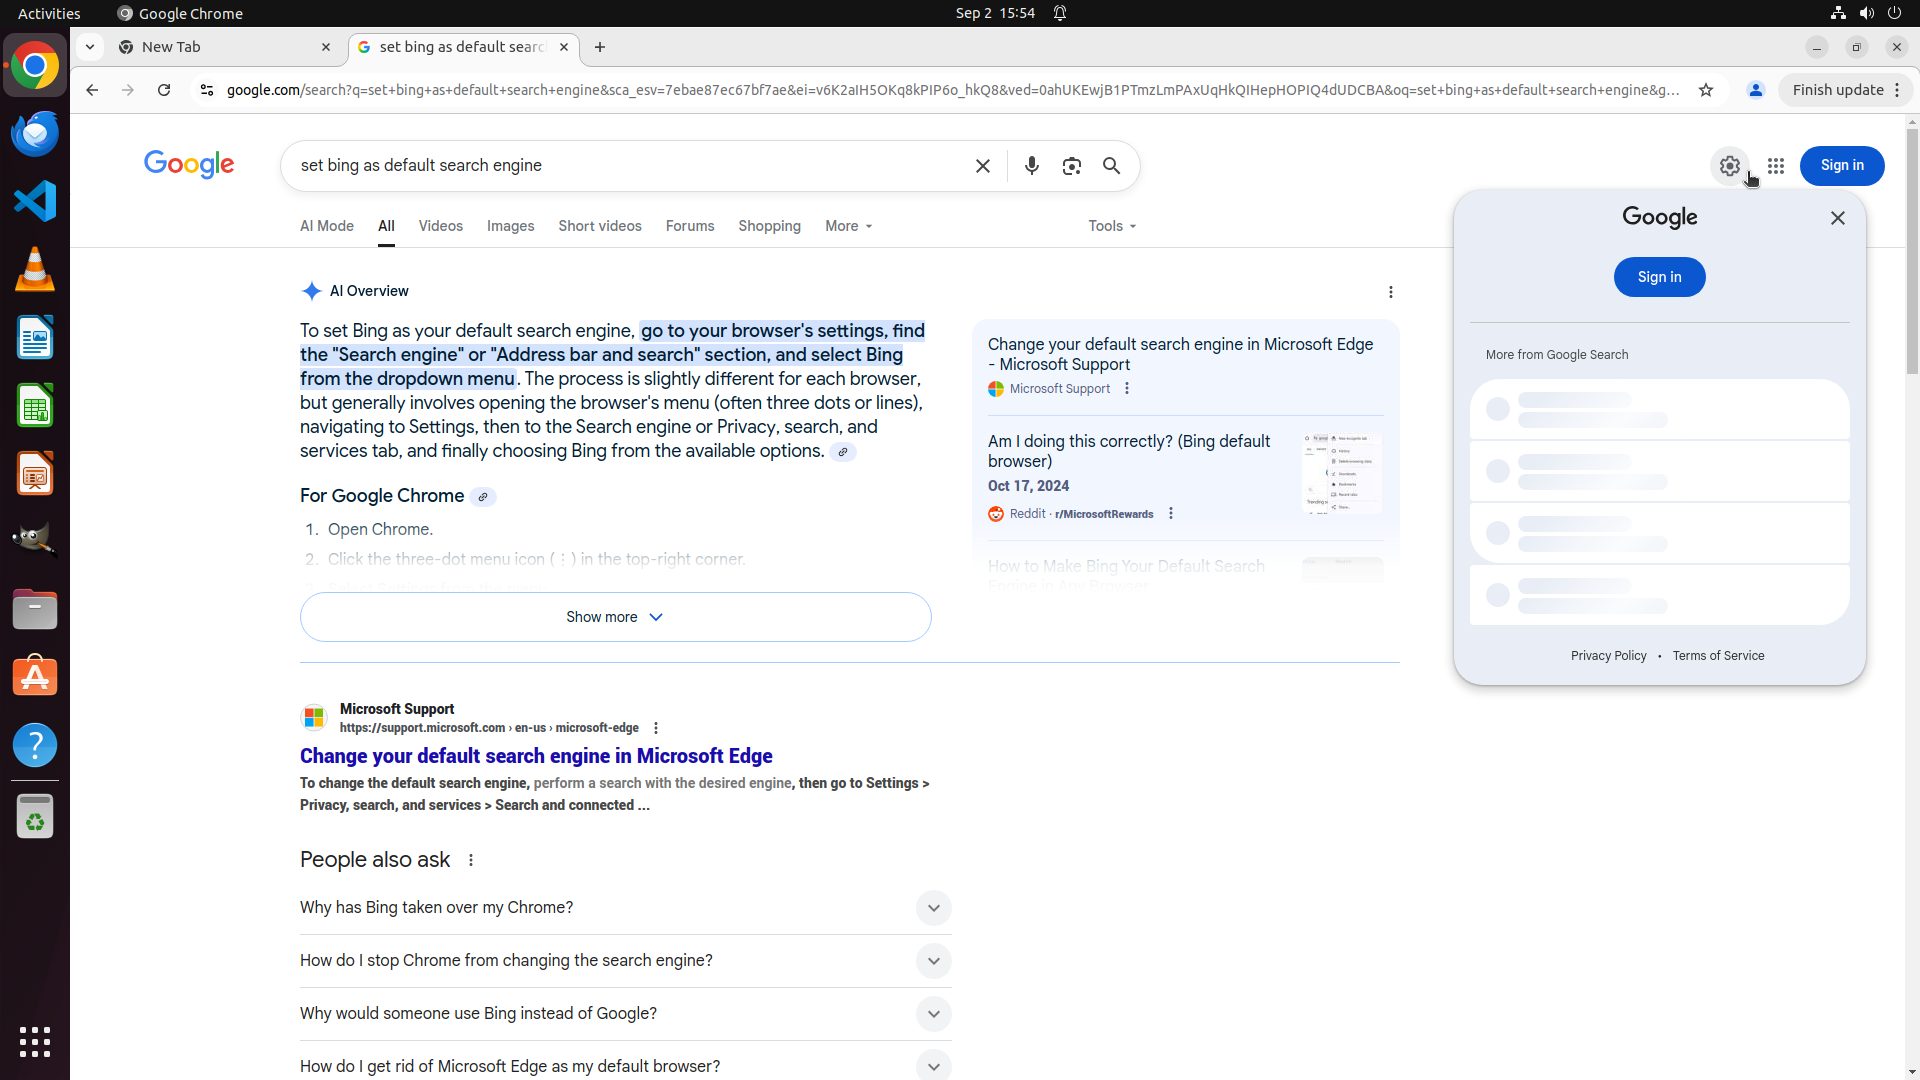 Activities
Google Chrome
Sep 2 15:54
New Tab
set bing as default searc
google.com/search?q=set+bing+as+default+search+engine&sca_esv=7ebae87ec67bf7ae&ei=v6K2aIH5OKq8kPIP6o_hkQ8&ved=0ahUKEwjB1PTmzLmPAxUqHkQIHepHOPIQ4dUDCBA&oq=set+bing+as+default+search+engine&g...
Finish update
Google
set bing as default search engine
Sign in
AI Mode
All
Videos
Images
Short videos
Forums
Shopping
More
Tools
AI Overview
To set Bing as your default search engine, go to your browser's settings, find
the "Search engine" or "Address bar and search" section, and select Bing
from the dropdown menu. The process is slightly different for each browser,
but generally involves opening the browser's menu (often three dots or lines),
navigating to Settings, then to the Search engine or Privacy, search, and
services tab, and finally choosing Bing from the available options.
For Google Chrome
1. Open Chrome.
2. Click the three-dot menu icon (⋮) in the top-right corner.
Show more
Change your default search engine in Microsoft Edge
- Microsoft Support
Microsoft Support
Am I doing this correctly? (Bing default
browser)
Oct 17, 2024
Reddit · r/MicrosoftRewards
How to Make Bing Your Default Search
Engine in Any Browser
Google
Sign in
More from Google Search
Privacy Policy • Terms of Service
Microsoft Support
https://support.microsoft.com › en-us › microsoft-edge
Change your default search engine in Microsoft Edge
To change the default search engine, perform a search with the desired engine, then go to Settings >
Privacy, search, and services > Search and connected ...
People also ask
Why has Bing taken over my Chrome?
How do I stop Chrome from changing the search engine?
Why would someone use Bing instead of Google?
How do I get rid of Microsoft Edge as my default browser?